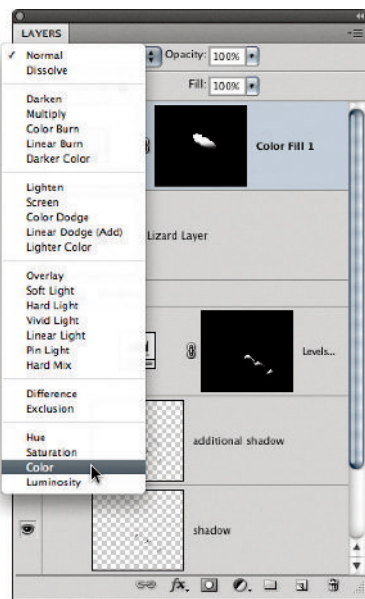 LAYERS
✓ Normal
Dissolve
Opacity: 100%
Fill: 100%
Darken
Multiply
Color Burn
Linear Burn
Darker Color
Color Fill 1
Lighten
Screen
Color Dodge
Linear Dodge (Add)
Lighter Color
Lizard Layer
Overlay
Soft Light
Hard Light
Vivid Light
Linear Light
Pin Light
Hard Mix
Levels...
Difference
Exclusion
Hue
Saturation
Color
Luminosity
additional shadow
shadow
fx.